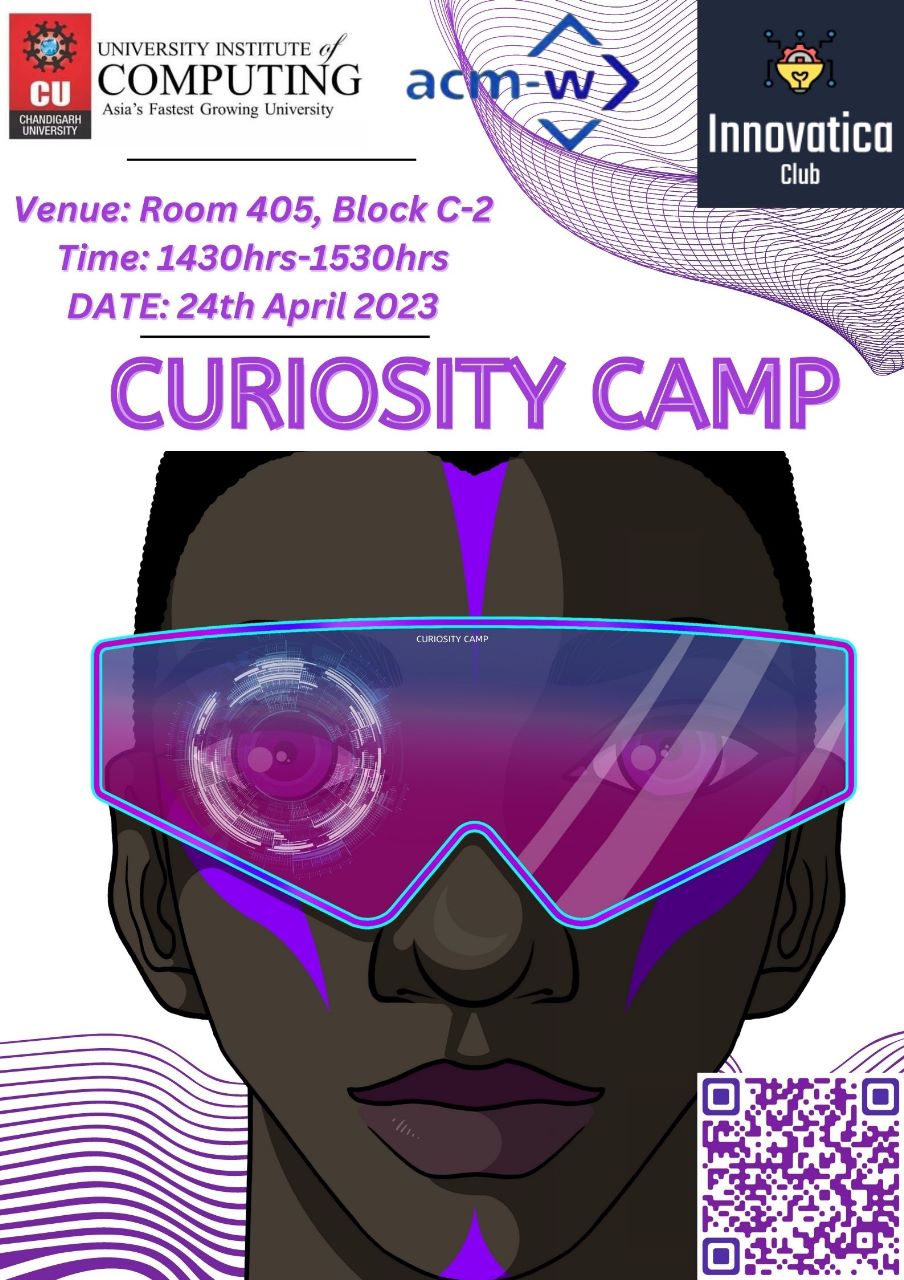 CU
CHANDIGARH
UNIVERSITY
UNIVERSITY INSTITUTE of
COMPUTING
Asia's Fastest Growing University
acm-w
Innovatica
Club
Venue: Room 405, Block C-2
Time: 1430hrs-1530hrs
DATE: 24th April 2023
CURIOSITY CAMP
CURIOSITY CAMP